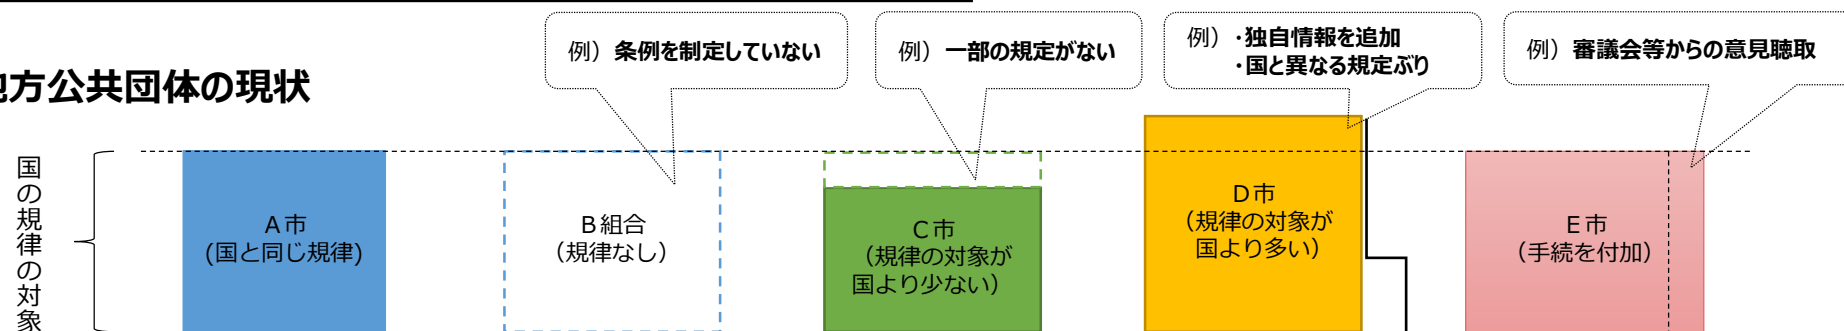 例）条例を制定していない
例）一部の規定がない
例）・独自情報を追加
・国と異なる規定ぶり
例）審議会等からの意見聴取
方公共団体の現状
国の規律の対象
Ａ市
(国と同じ規律)
Ｂ組合
（規律なし）
Ｃ市
（規律の対象が
国より少ない）
Ｄ市
（規律の対象が
国より多い）
Ｅ市
（手続を付加）